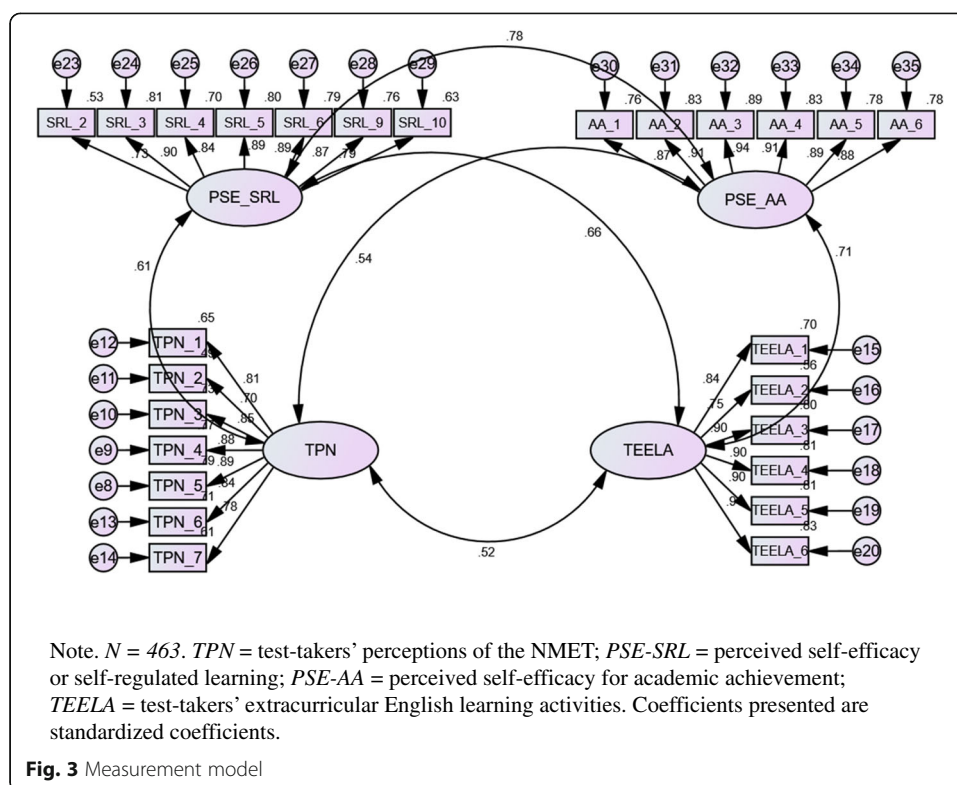 .78
e23 e24 e25 e26 e27 e28 e29 e30 e31 e32 e33 e34 e35
.53 .81 .70 .80 .79 .76 .63 .76 .83 .89 .83 .78 .78
SRL_2 SRL_3 SRL_4 SRL_5 SRL_6 SRL_9 SRL_10 AA_1 AA_2 AA_3 AA_4 AA_5 AA_6
.73 .90 .84 .89 .89 .87 .79 .87 .91 .94 .91 .89 .88
PSE_SRL PSE_AA
.66
.61 .54 .71
.65 .70
e12 TPN_1 TEELA_1 e15
.81 .84 .56
e11 TPN_2 TEELA_2 e16
.70 .75 .80
e10 TPN_3 TEELA_3 e17
.85 .90 .81
e9 TPN_4 .88 TPN TEELA .90 TEELA_4 e18
.89 .90 .81
e8 TPN_5 TEELA_5 e19
.84 .83
e13 TPN_6 TEELA_6 e20
.78
.61
e14 TPN_7
.52
Note. N = 463. TPN = test-takers’ perceptions of the NMET; PSE-SRL = perceived self-efficacy
or self-regulated learning; PSE-AA = perceived self-efficacy for academic achievement;
TEELA = test-takers’ extracurricular English learning activities. Coefficients presented are
standardized coefficients.
Fig. 3 Measurement model